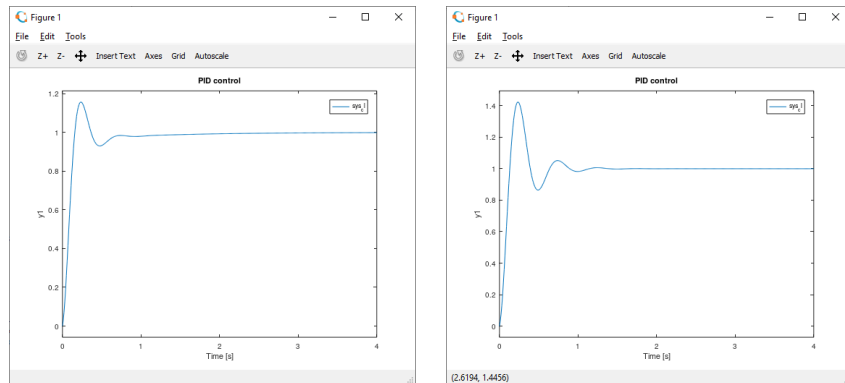 Figure 1
File Edit Tools
Z+ Z- Insert Text Axes Grid Autoscale
PID control
sys_cl
1.2
1
0.8
0.6
0.4
0.2
0
y1
0 1 2 3 4
Time [s]
Figure 1
File Edit Tools
Z+ Z- Insert Text Axes Grid Autoscale
PID control
sys_cl
1.4
1.2
1
0.8
0.6
0.4
0.2
0
y1
0 1 2 3 4
Time [s]
(2.6194, 1.4456)